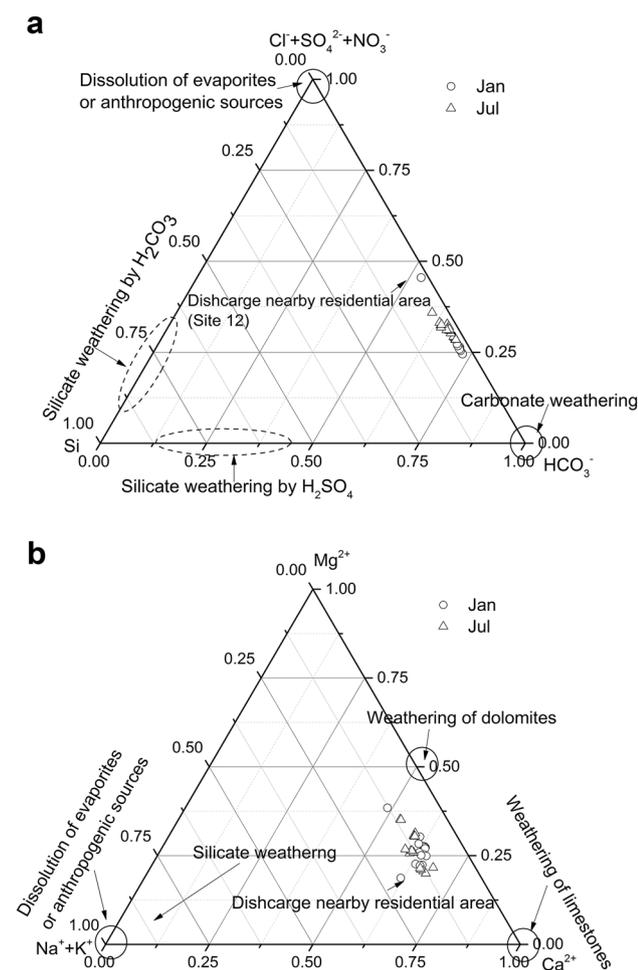 a
Cl⁻+SO₄²⁻+NO₃⁻
0.00
1.00
Dissolution of evaporites
or anthropogenic sources
Jan
Jul
0.25
0.75
Silicate weathering by H₂CO₃
0.50
0.50
Dishcarge nearby residential area
(Site 12)
0.75
0.25
Carbonate weathering
1.00
Si
0.00
0.00
0.25
0.50
0.75
1.00
HCO₃⁻
Silicate weathering by H₂SO₄
b
Mg²⁺
0.00
1.00
Jan
Jul
0.25
0.75
Weathering of dolomites
0.50
0.50
Dissolution of evaporites
or anthropogenic sources
Weathering of limestones
0.75
0.25
Silicate weatherng
Dishcarge nearby residential area
1.00
Na⁺+K⁺
0.00
0.00
0.25
0.50
0.75
1.00
Ca²⁺